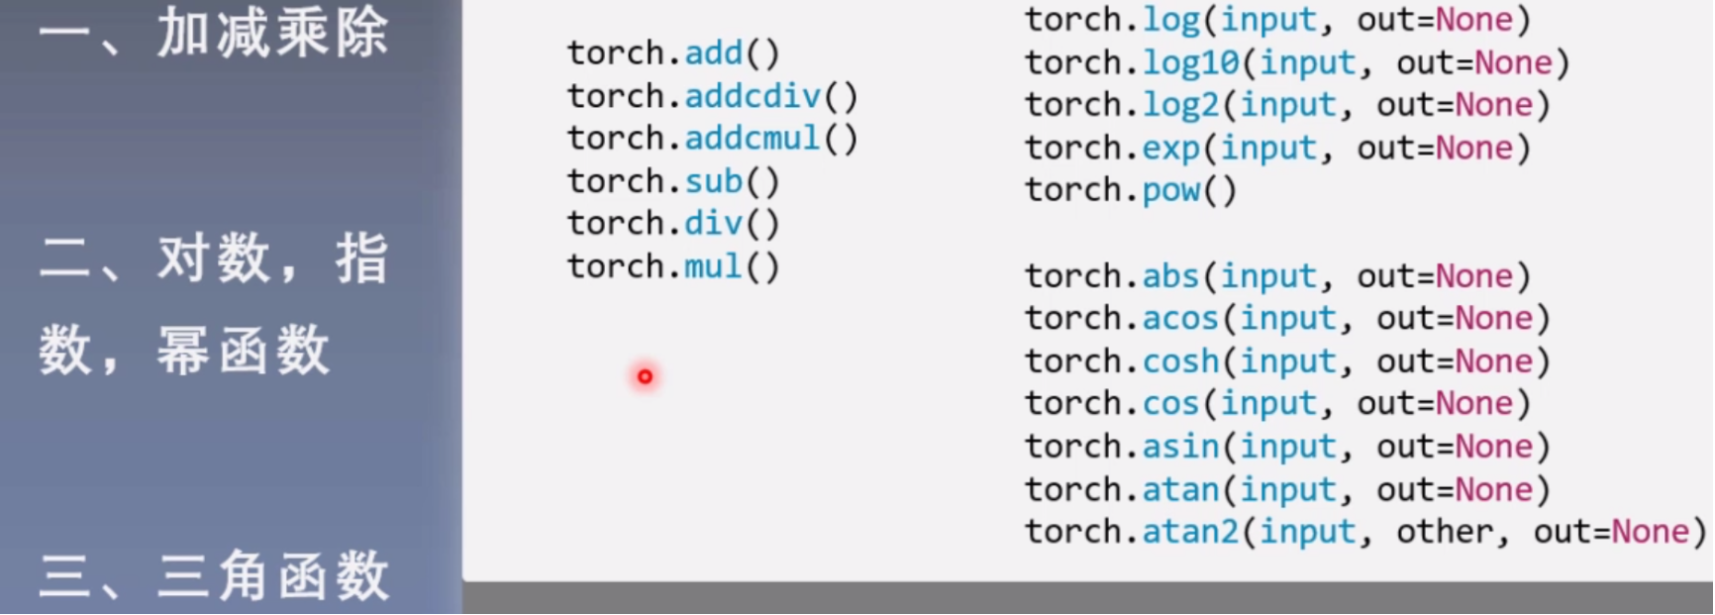 一、加减乘除
二、对数，指
数，幂函数
三、三角函数
torch.add()
torch.addcdiv()
torch.addcmul()
torch.sub()
torch.div()
torch.mul()
torch.log(input, out=None)
torch.log10(input, out=None)
torch.log2(input, out=None)
torch.exp(input, out=None)
torch.pow()
torch.abs(input, out=None)
torch.acos(input, out=None)
torch.cosh(input, out=None)
torch.cos(input, out=None)
torch.asin(input, out=None)
torch.atan(input, out=None)
torch.atan2(input, other, out=None)